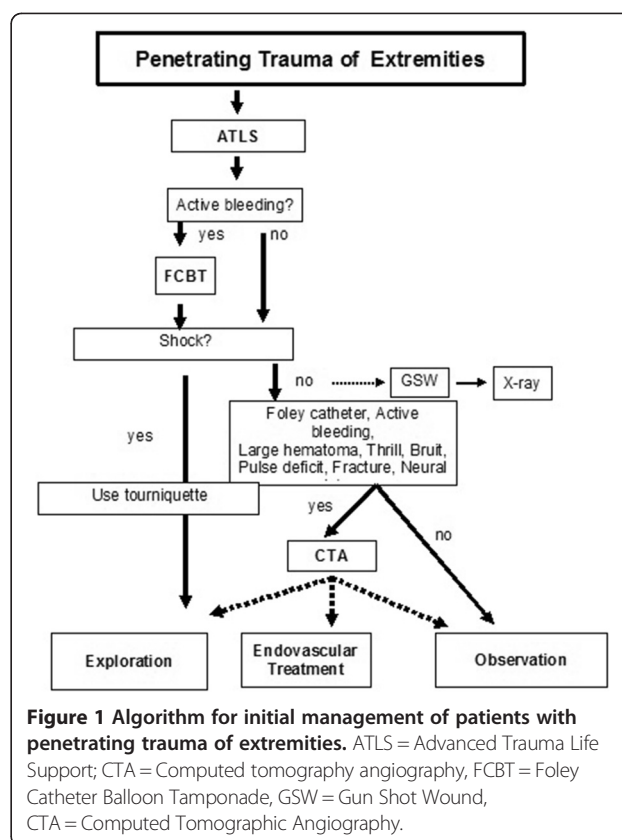 Penetrating Trauma of Extremities
ATLS
Active bleeding?
yes
no
FCBT
Shock?
no
GSW
X-ray
Foley catheter, Active
bleeding,
Large hematoma, Thrill, Bruit,
Pulse deficit, Fracture, Neural
yes
Use tourniquette
yes
no
CTA
Exploration
Endovascular
Treatment
Observation
Figure 1 Algorithm for initial management of patients with
penetrating trauma of extremities. ATLS = Advanced Trauma Life
Support; CTA = Computed tomography angiography, FCBT = Foley
Catheter Balloon Tamponade, GSW = Gun Shot Wound,
CTA = Computed Tomographic Angiography.